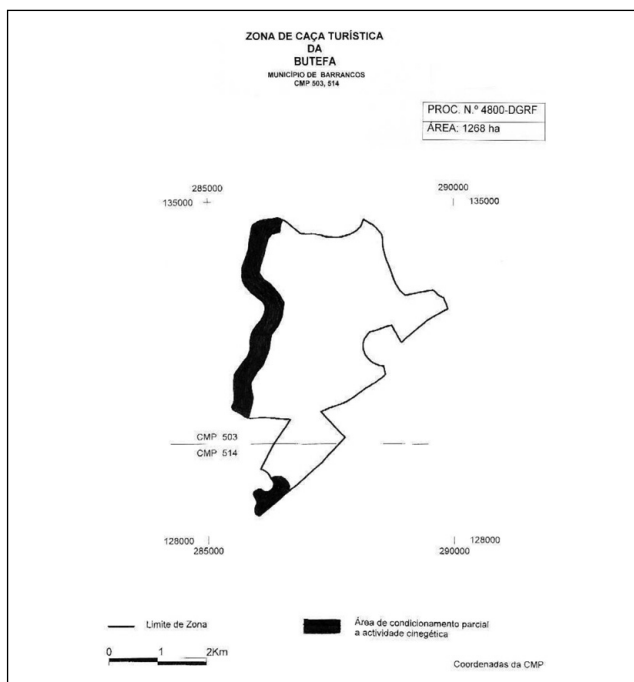 ZONA DE CAÇA TURÍSTICA
DA
BUTEFA
MUNICÍPIO DE BARRANCOS
CMP 503, 514
PROC. N.º 4800-DGRF
ÁREA: 1268 ha
285000
290000
135000
135000
CMP 503
CMP 514
128000
128000
285000
290000
Limite de Zona
Área de condicionamento parcial
a actividade cinegética
0 1 2Km
Coordenadas da CMP